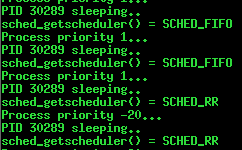 Process priority 1...
PID 30289 sleeping..
sched_getscheduler() = SCHED_FIFO
Process priority 1...
PID 30289 sleeping..
sched_getscheduler() = SCHED_FIFO
Process priority 1...
PID 30289 sleeping..
sched_getscheduler() = SCHED_RR
Process priority -20...
PID 30289 sleeping..
sched_getscheduler() = SCHED_RR